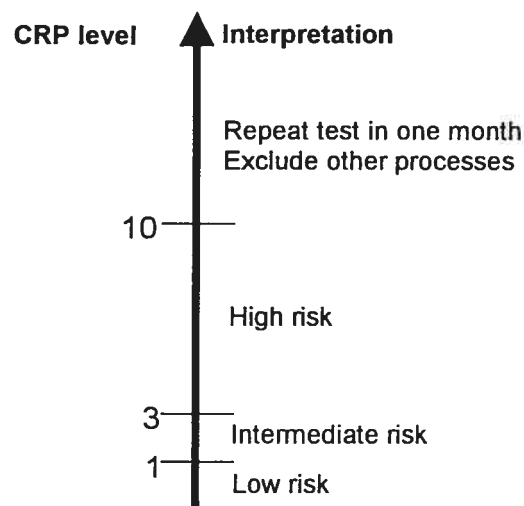 CRP level
Interpretation
Repeat test in one month
Exclude other processes
10
High risk
3
Intermediate risk
1
Low risk